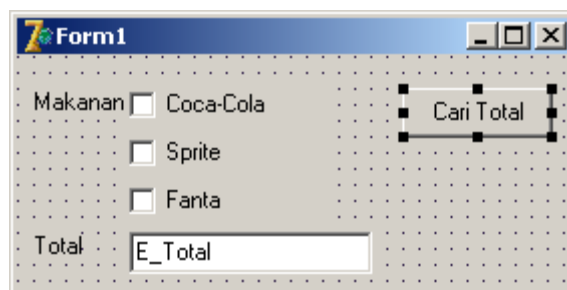 Form1
Makanan Coca-Cola Cari Total
Sprite
Fanta
Total E_Total